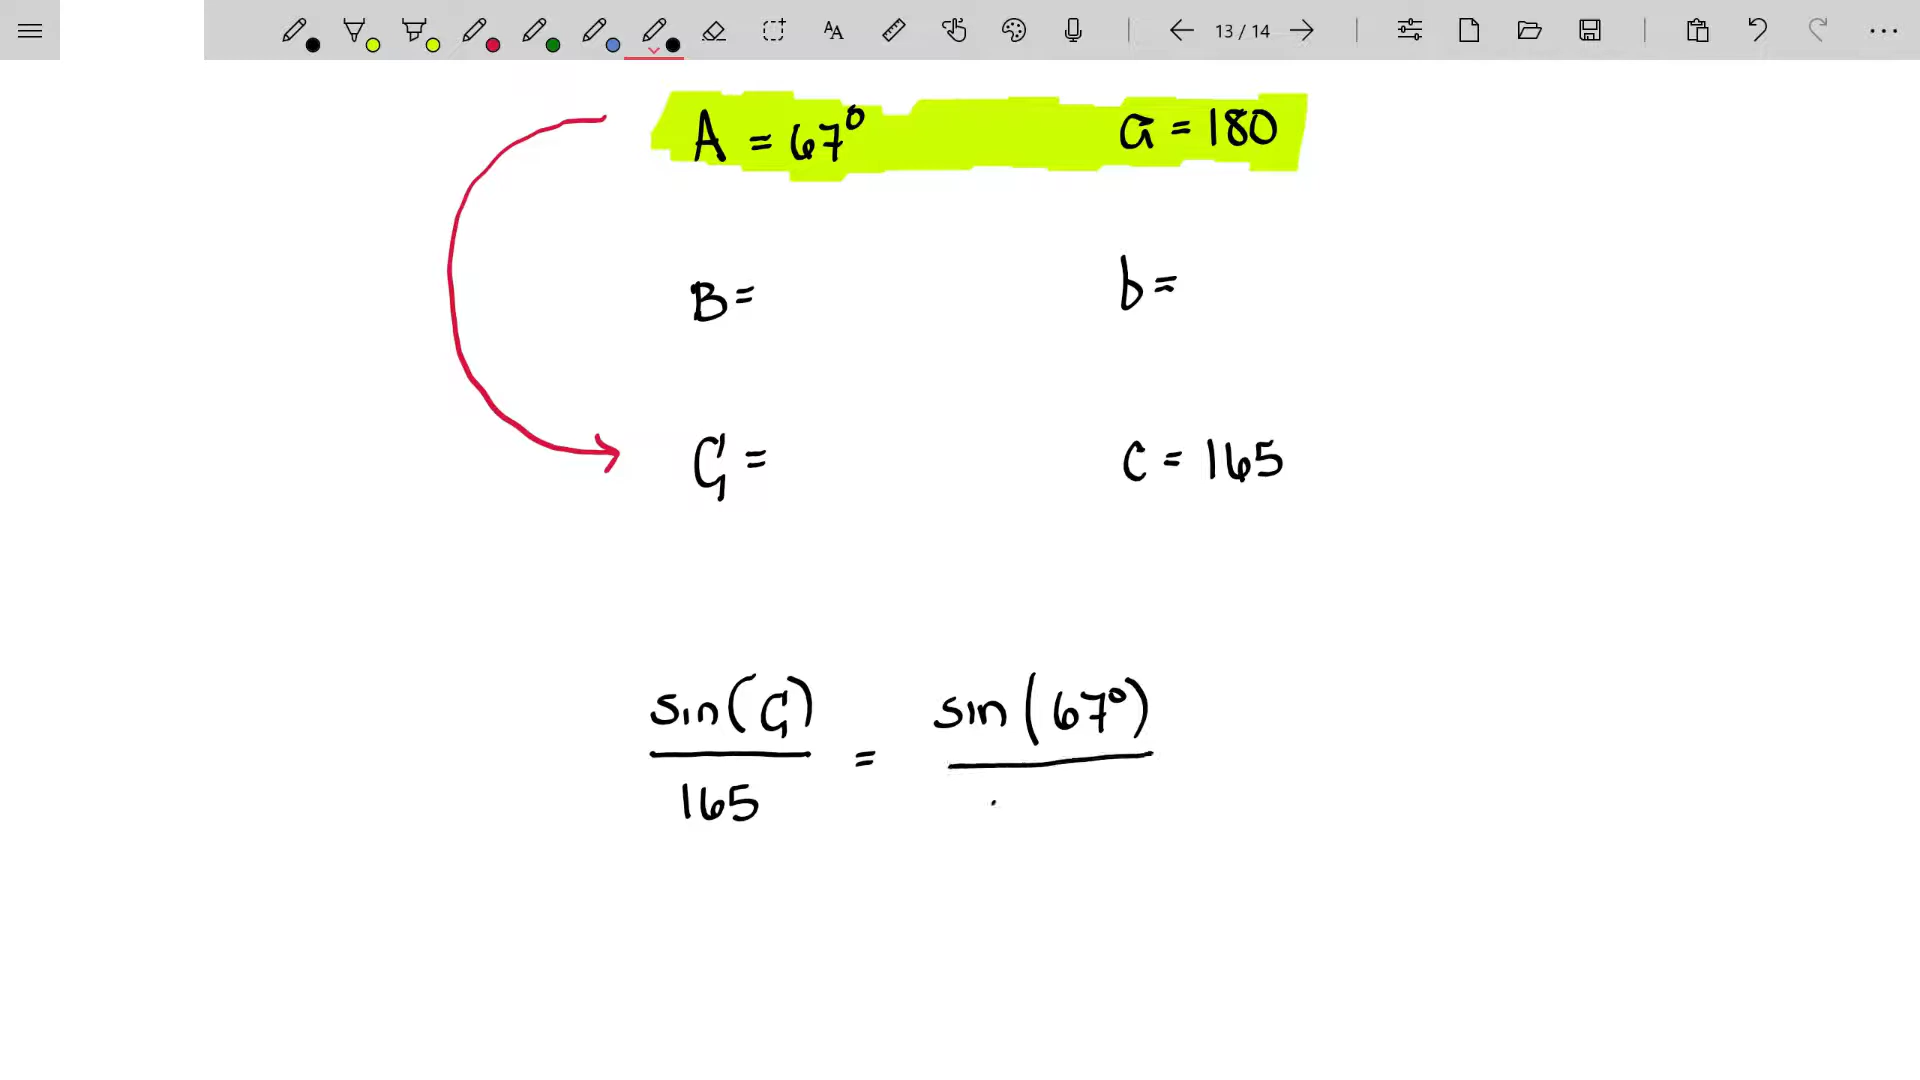 13 / 14
A = 67° a = 180
B = b =
C = c = 165
sin(C) = sin(67°)
165